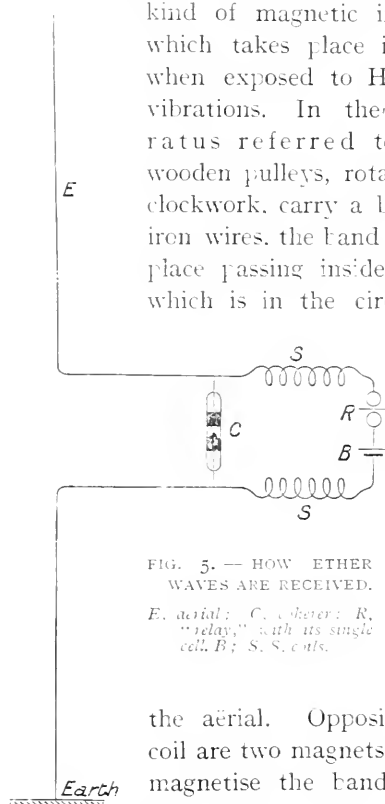 kind of magnetic i
which takes place i
when exposed to H
vibrations. In the
ratus referred t
wooden pulleys, rota
clockwork, carry a b
iron wires, the band
place passing inside
which is in the cir
E
S
R
C
B
S
FIG. 5. — HOW ETHER
WAVES ARE RECEIVED.
E, aerial; C, coherer; R,
"relay," with its single
cell, B; S, S, coils.
the aërial. Opposi
coil are two magnets
magnetise the band
Earth